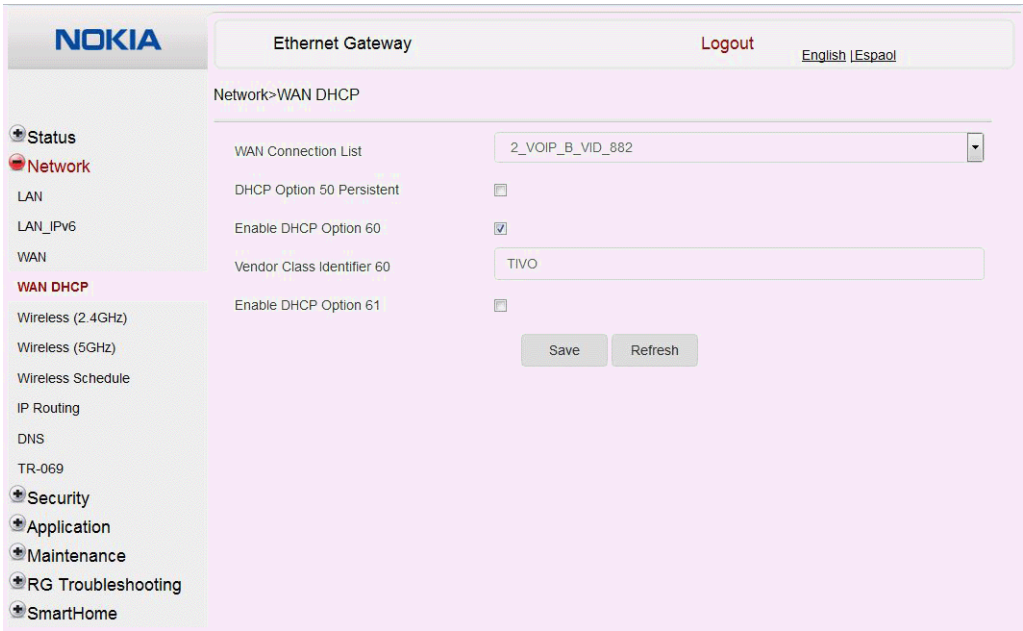 NOKIA
Ethernet Gateway
Logout
English | Espaol
Network>WAN DHCP
Status
Network
LAN
LAN_IPv6
WAN
WAN DHCP
Wireless (2.4GHz)
Wireless (5GHz)
Wireless Schedule
IP Routing
DNS
TR-069
Security
Application
Maintenance
RG Troubleshooting
SmartHome
WAN Connection List
2_VOIP_B_VID_882
DHCP Option 50 Persistent
Enable DHCP Option 60
Vendor Class Identifier 60
TIVO
Enable DHCP Option 61
Save
Refresh